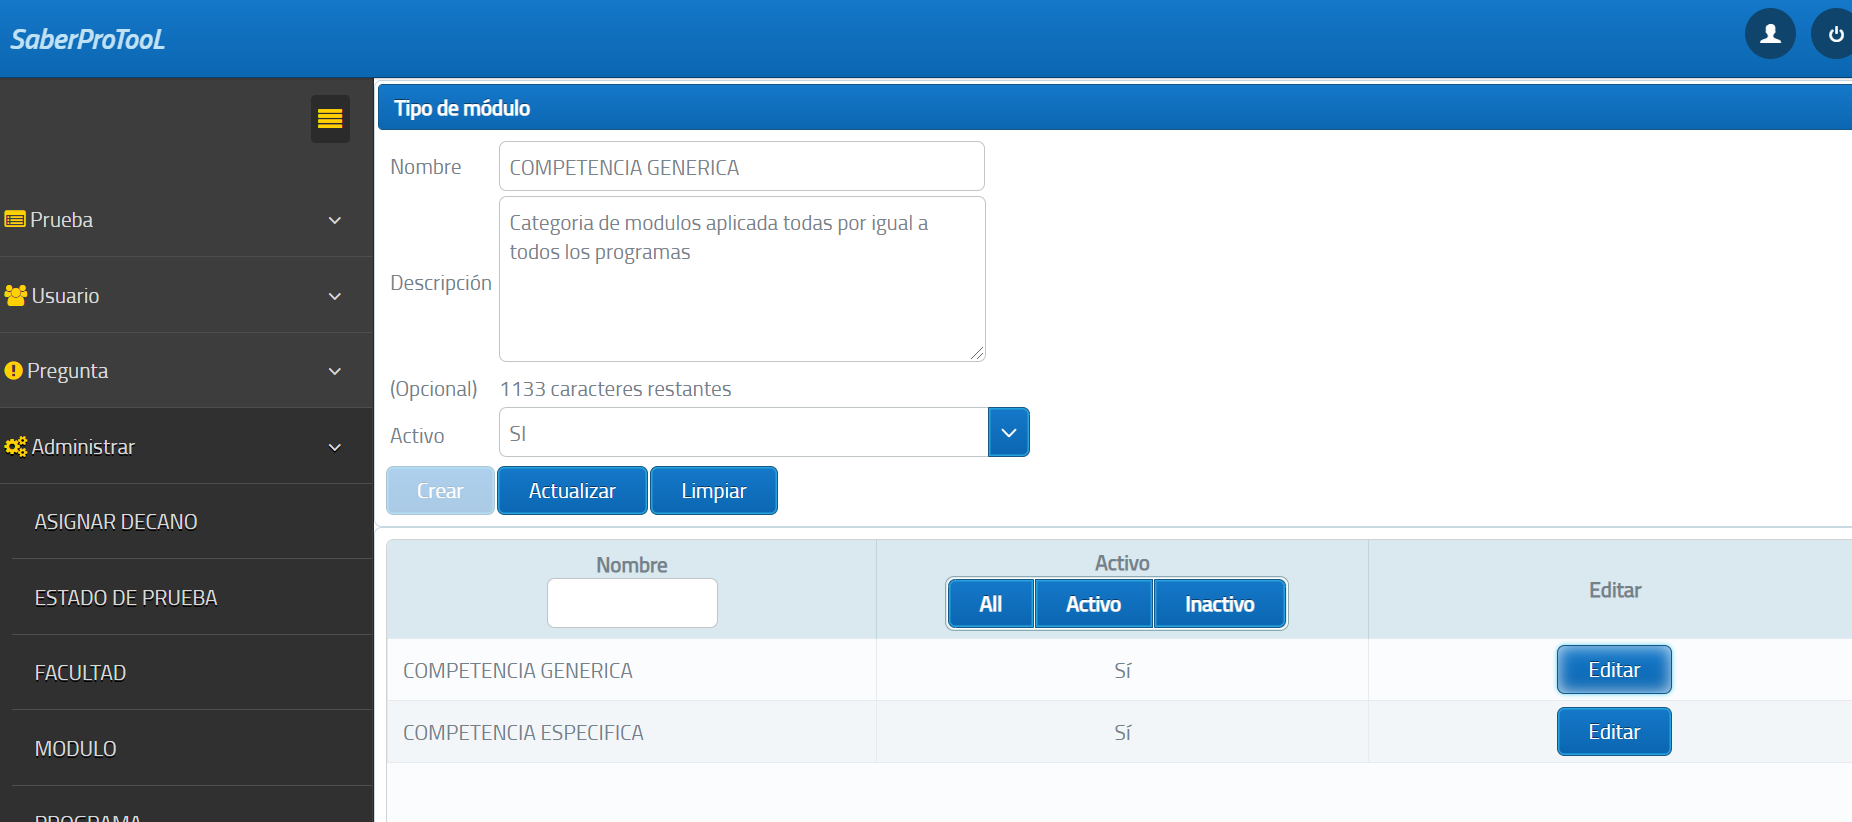 SaberProTooL
Prueba
Usuario
Pregunta
Administrar
ASIGNAR DECANO
ESTADO DE PRUEBA
FACULTAD
MODULO
PROGRAMA
Tipo de módulo
Nombre
COMPETENCIA GENERICA
Descripción
Categoria de modulos aplicada todas por igual a
todos los programas
(Opcional)
1133 caracteres restantes
Activo
SI
Crear
Actualizar
Limpiar
Nombre
Activo
All
Activo
Inactivo
Editar
COMPETENCIA GENERICA
Sí
Editar
COMPETENCIA ESPECIFICA
Sí
Editar